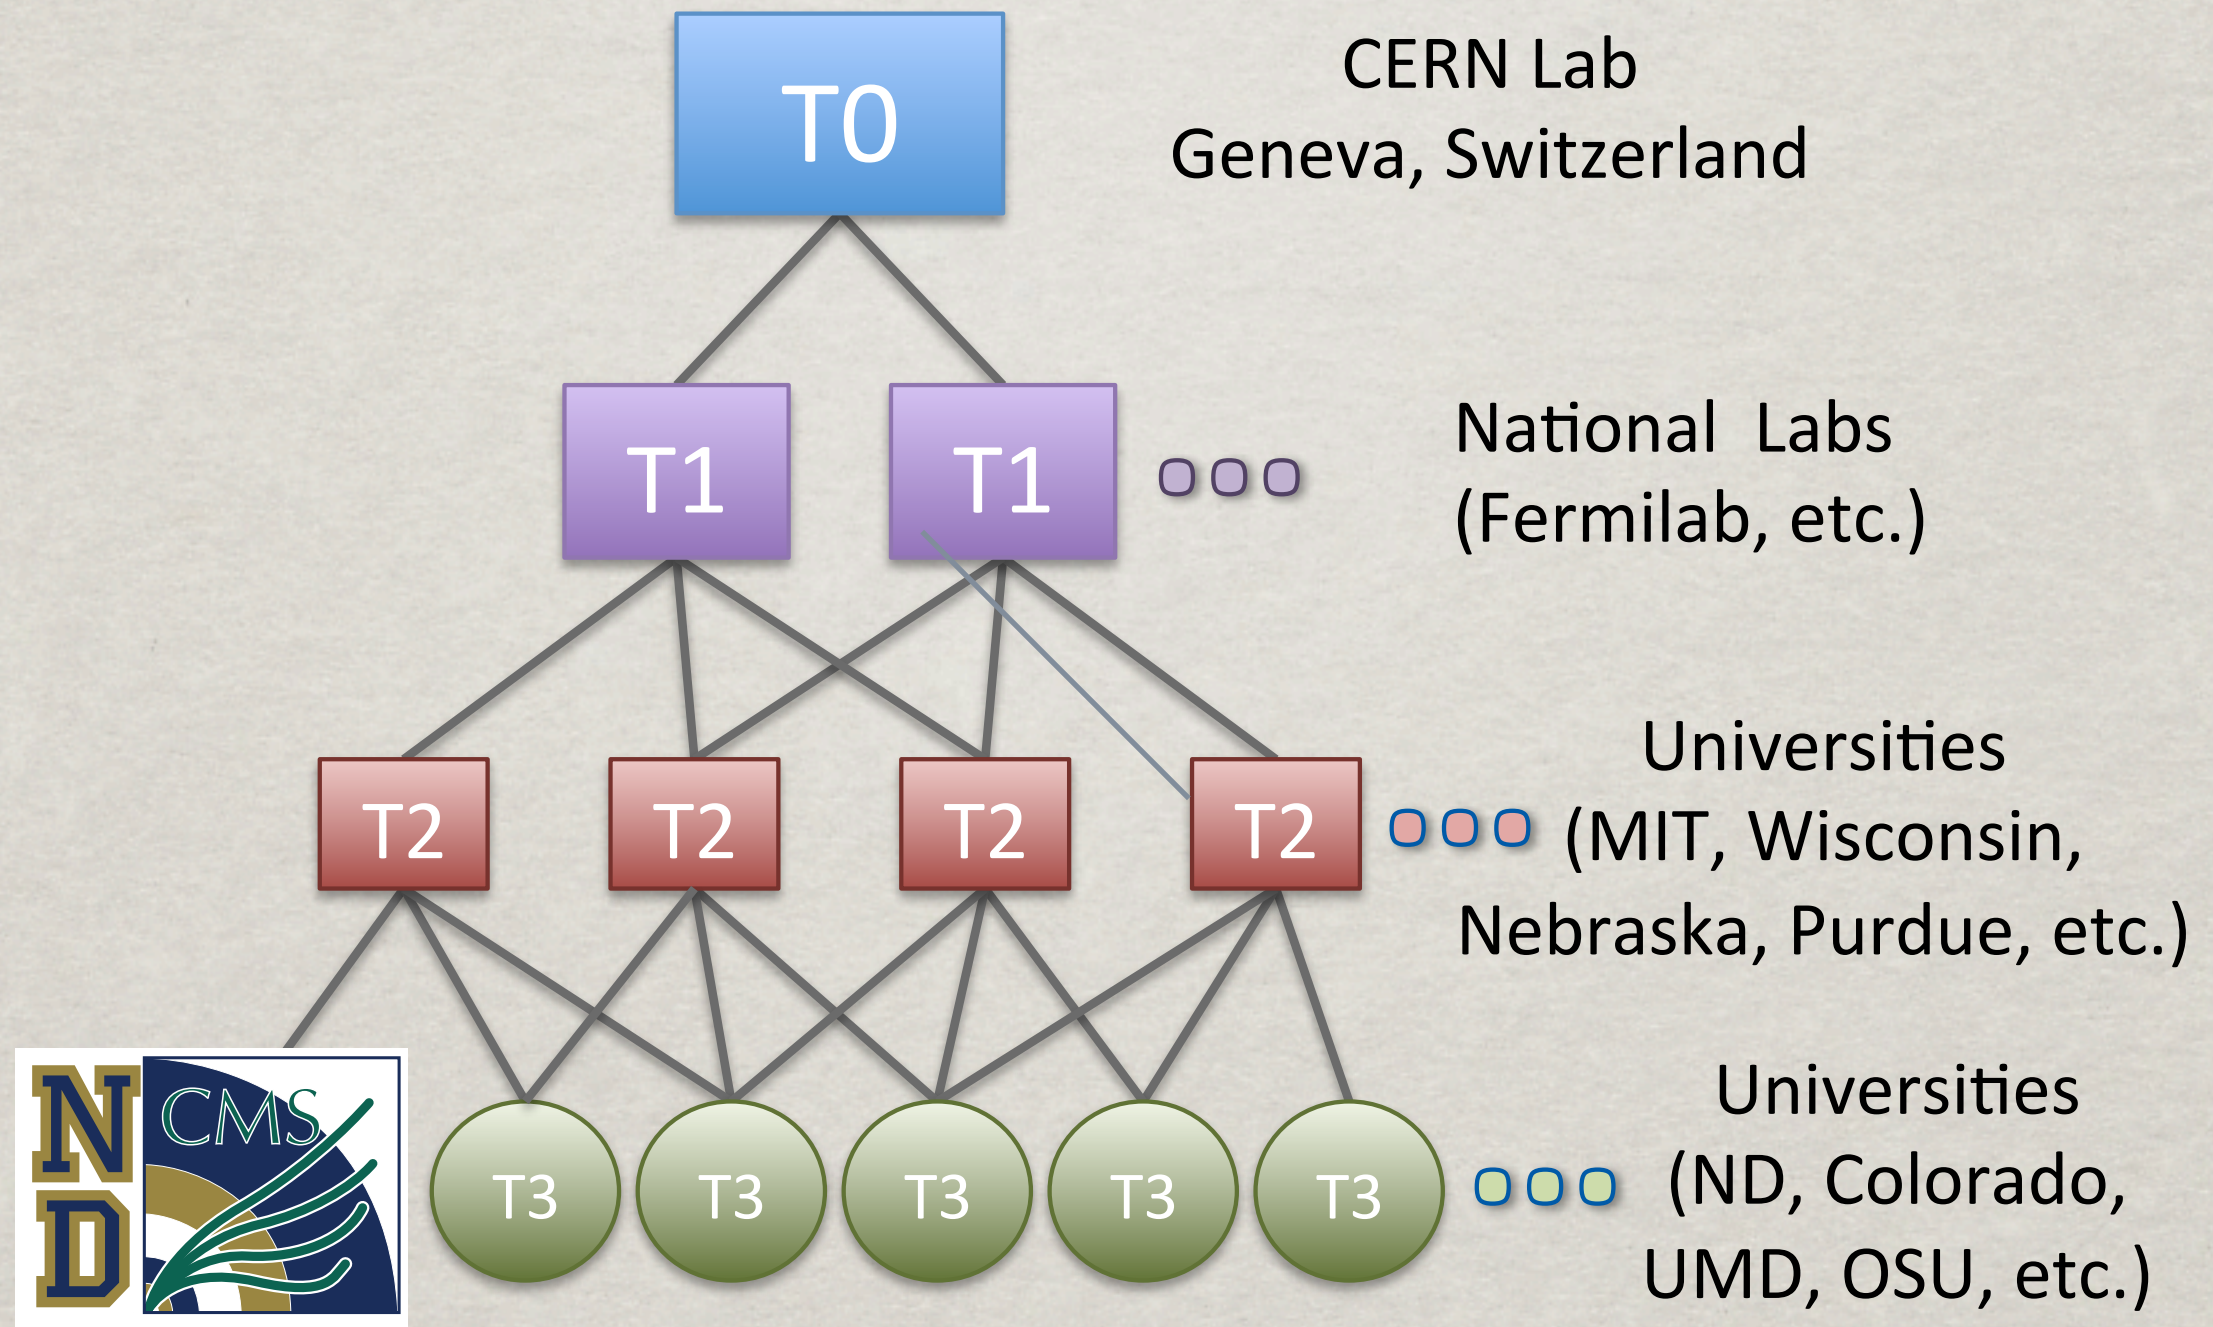 T0
CERN Lab
Geneva, Switzerland
T1 T1
National Labs
(Fermilab, etc.)
T2 T2 T2 T2
Universities
(MIT, Wisconsin,
Nebraska, Purdue, etc.)
ND
CMS
T3 T3 T3 T3 T3
Universities
(ND, Colorado,
UMD, OSU, etc.)